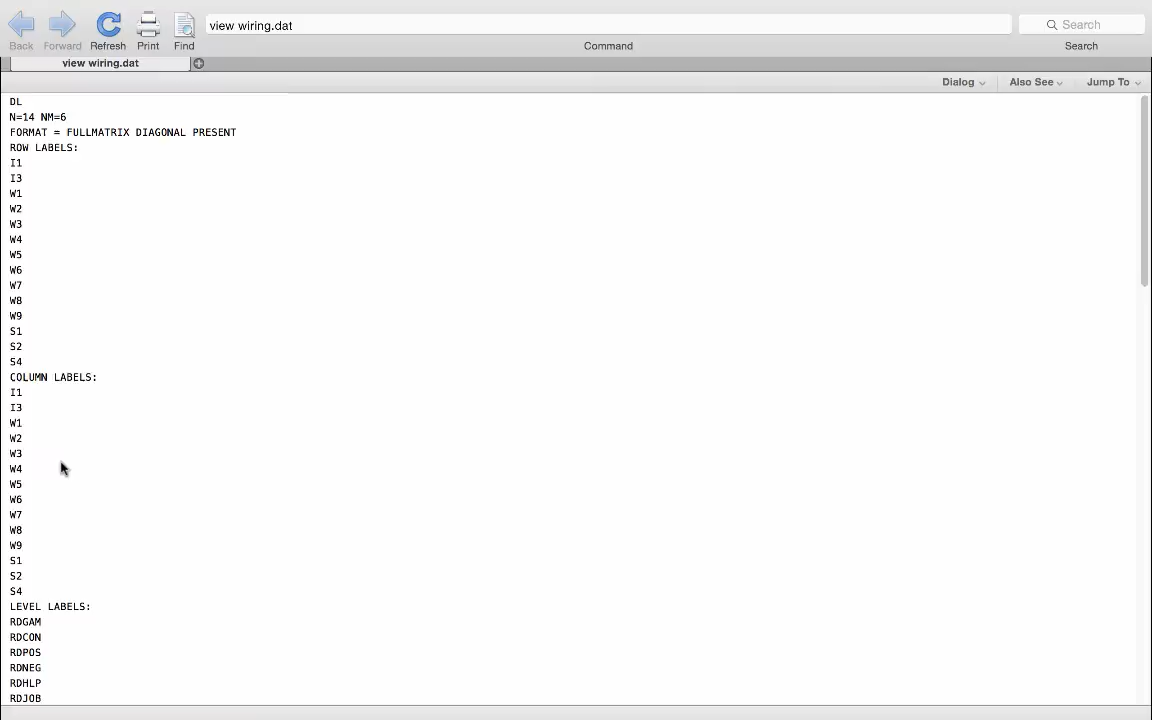 view wiring.dat
Search
Back
Forward
Refresh
Print
Find
Command
Search
view wiring.dat
Dialog
Also See
Jump To
DL
N=14 NM=6
FORMAT = FULLMATRIX DIAGONAL PRESENT
ROW LABELS:
I1
I3
W1
W2
W3
W4
W5
W6
W7
W8
W9
S1
S2
S4
COLUMN LABELS:
I1
I3
W1
W2
W3
W4
W5
W6
W7
W8
W9
S1
S2
S4
LEVEL LABELS:
RDGAM
RDCON
RDPOS
RDNEG
RDHLP
RDJOB